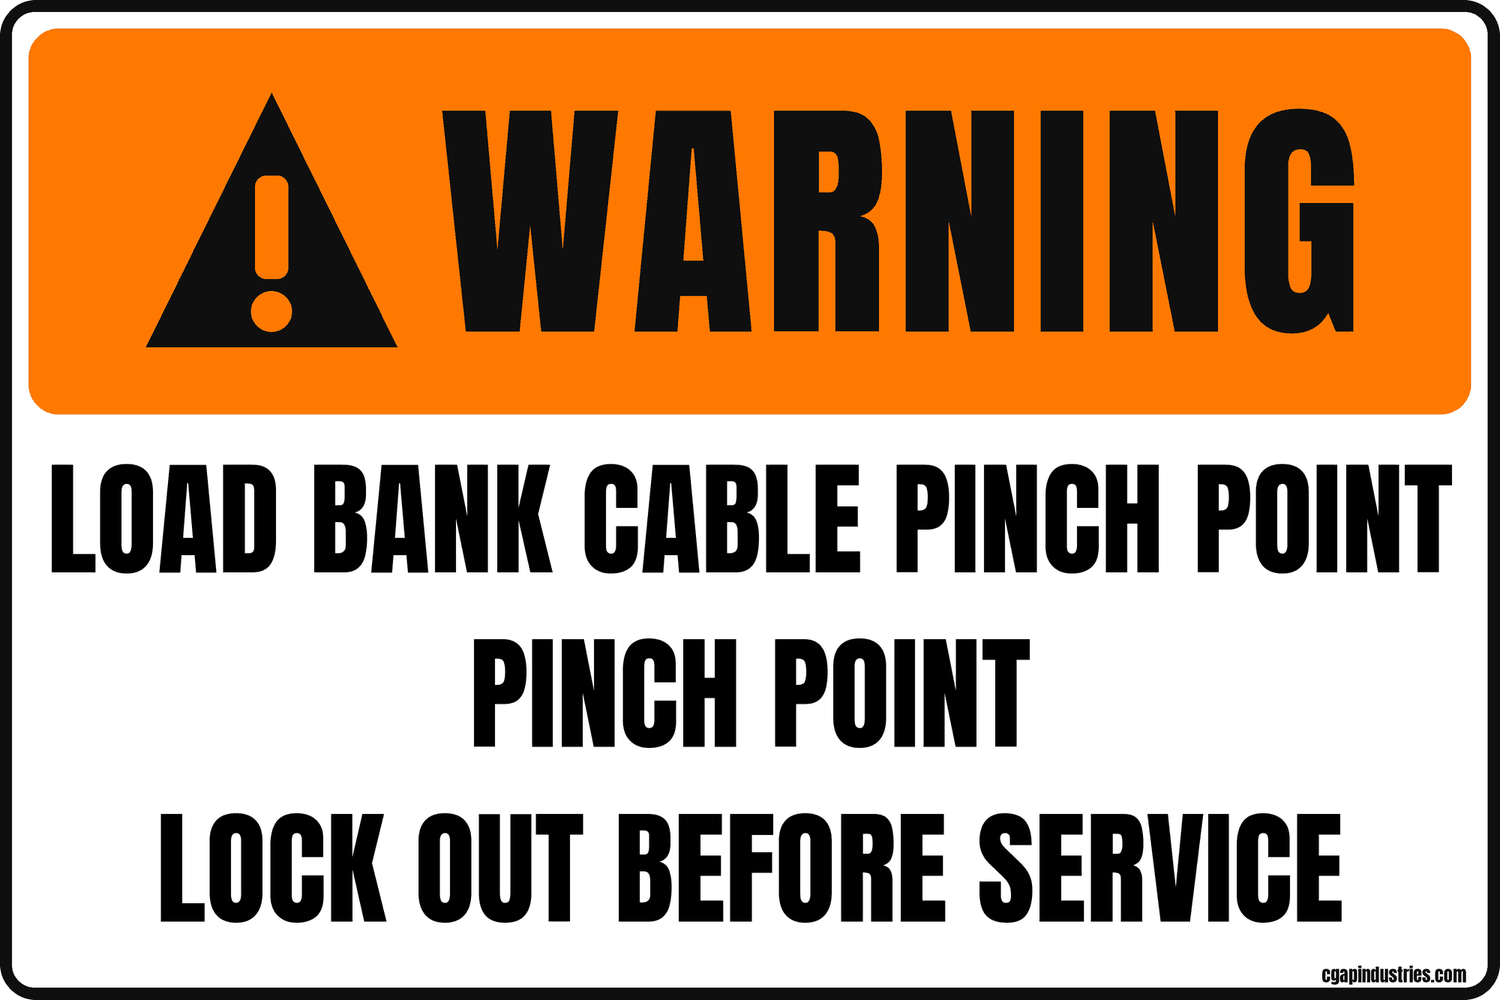 WARNING
LOAD BANK CABLE PINCH POINT
PINCH POINT
LOCK OUT BEFORE SERVICE
cgapindustries.com